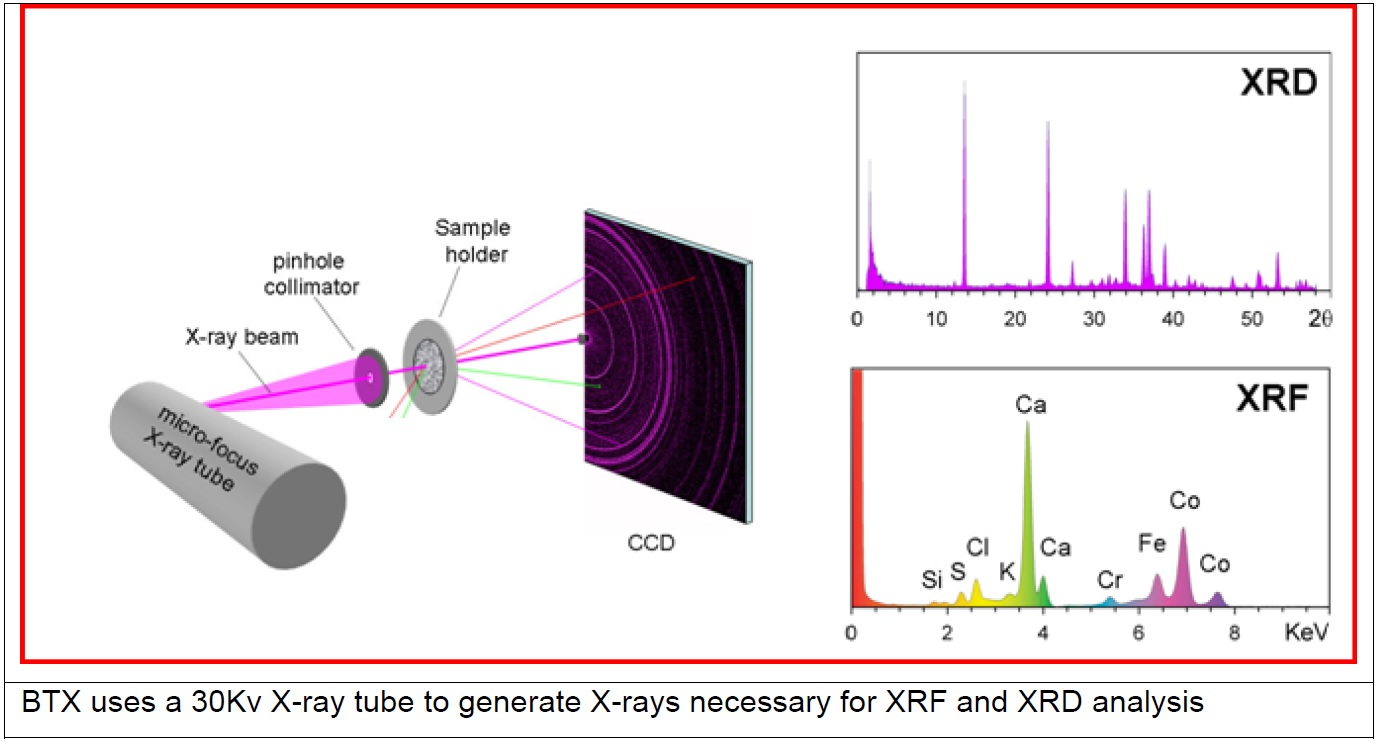 Sample
holder
pinhole
collimator
X-ray beam
micro-focus
X-ray tube
CCD
XRD
0 10 20 30 40 50 2θ
XRF
Ca
Co
Cl
Fe
Si S K Ca Cr Co
0 2 4 6 8 KeV
BTX uses a 30Kv X-ray tube to generate X-rays necessary for XRF and XRD analysis